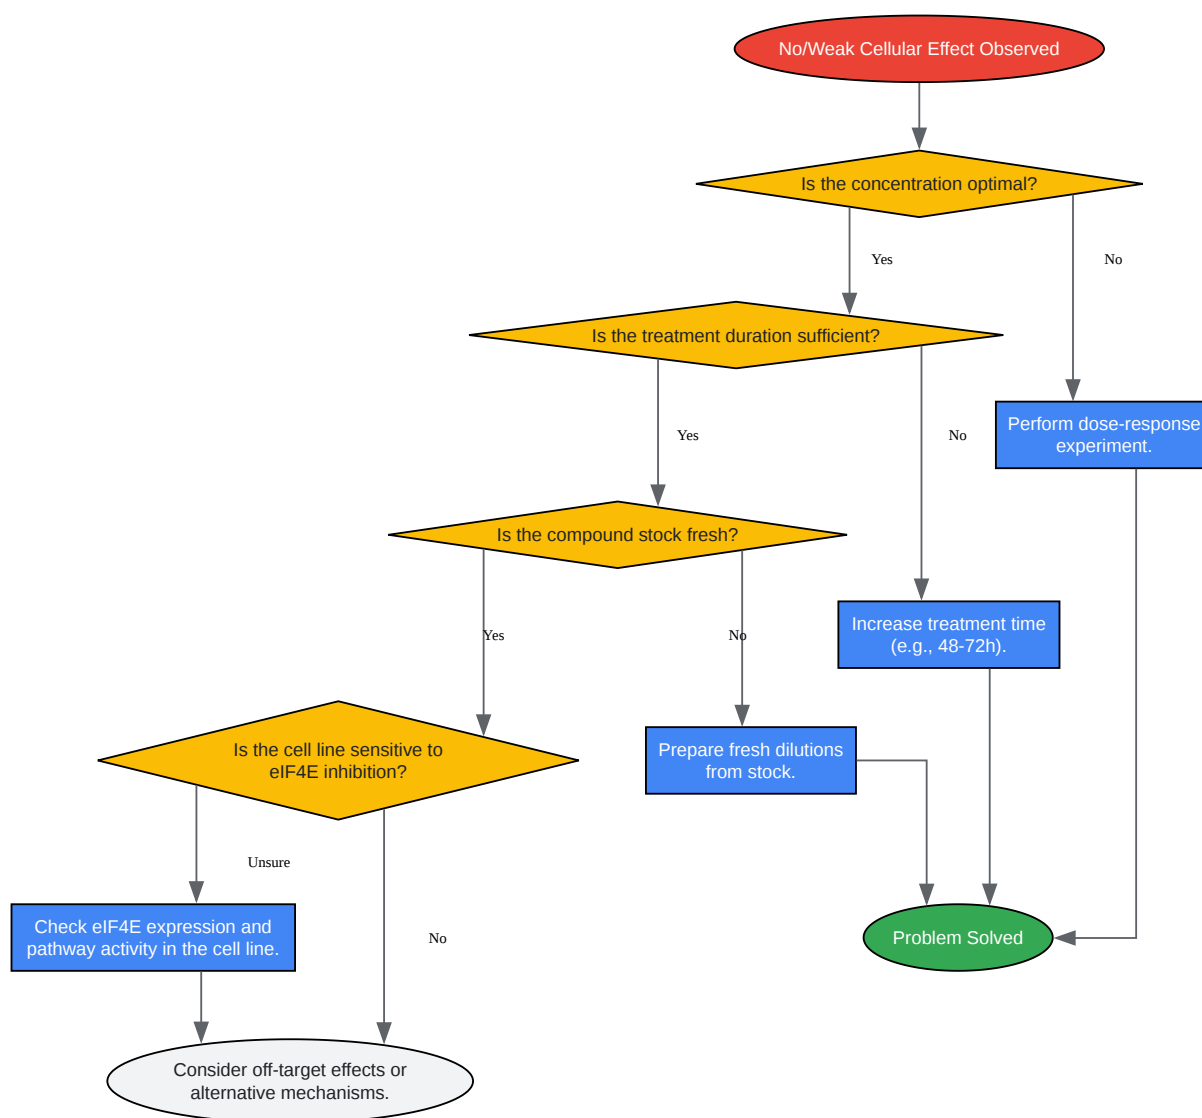 No/Weak Cellular Effect Observed
Is the concentration optimal?
Yes
No
Is the treatment duration sufficient?
Perform dose-response
experiment.
Yes
No
Is the compound stock fresh?
Increase treatment time
(e.g., 48-72h).
Yes
No
Is the cell line sensitive to
eIF4E inhibition?
Prepare fresh dilutions
from stock.
Unsure
Check eIF4E expression and
pathway activity in the cell line.
No
Problem Solved
Consider off-target effects or
alternative mechanisms.